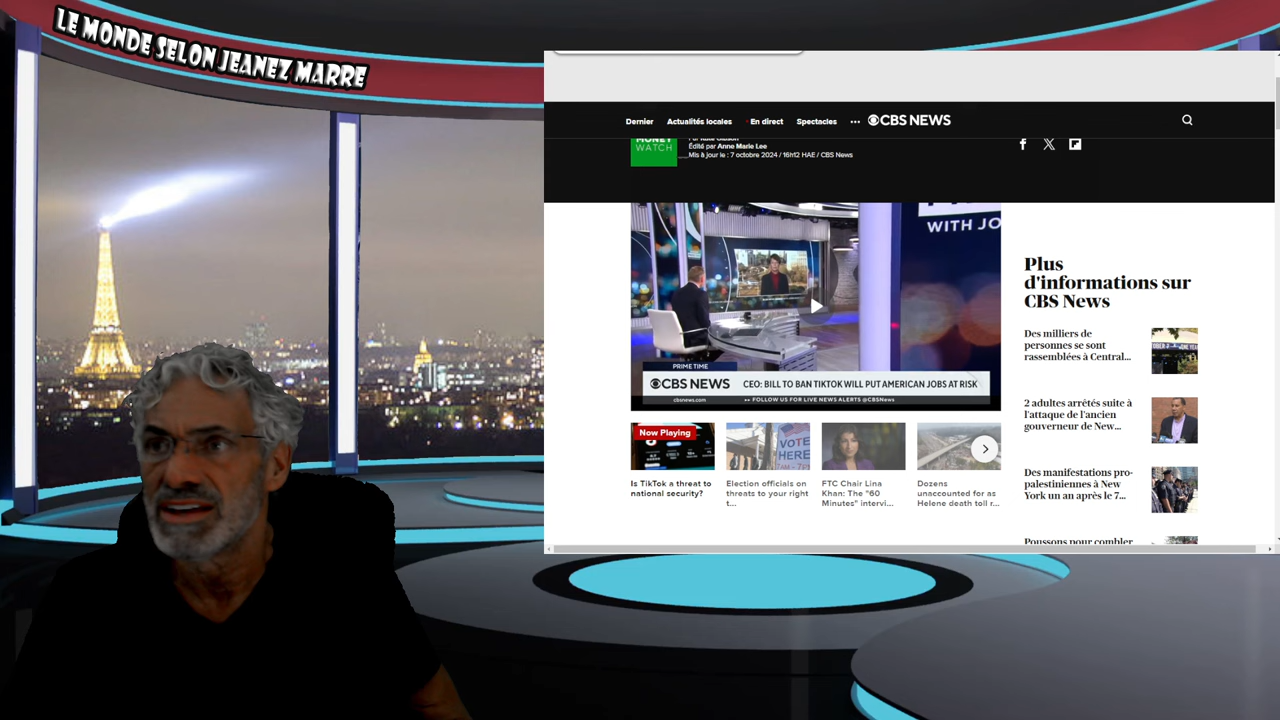 LE MONDE SELON JEANEZ MARRE
Dernier
Actualités locales
En direct
Spectacles
CBS NEWS
WATCH
Édité par Anne Marie Lee
Mis à jour le : 7 octobre 2024 / 16h12 HAE / CBS News
WITH JO
PRIME TIME
CBS NEWS
CEO: BILL TO BAN TIKTOK WILL PUT AMERICAN JOBS AT RISK
cbsnews.com
FOLLOW US FOR LIVE NEWS ALERTS @CBSNews
Now Playing
Is TikTok a threat to
national security?
VOTE
HERE
Election officials on
threats to your right
t...
FTC Chair Lina
Khan: The "60
Minutes" intervi...
Dozens
unaccounted for as
Helene death toll r...
Plus
d'informations sur
CBS News
Des milliers de
personnes se sont
rassemblées à Central...
2 adultes arrêtés suite à
l'attaque de l'ancien
gouverneur de New...
Des manifestations pro-
palestiniennes à New
York un an après le 7...
Poussons pour combler